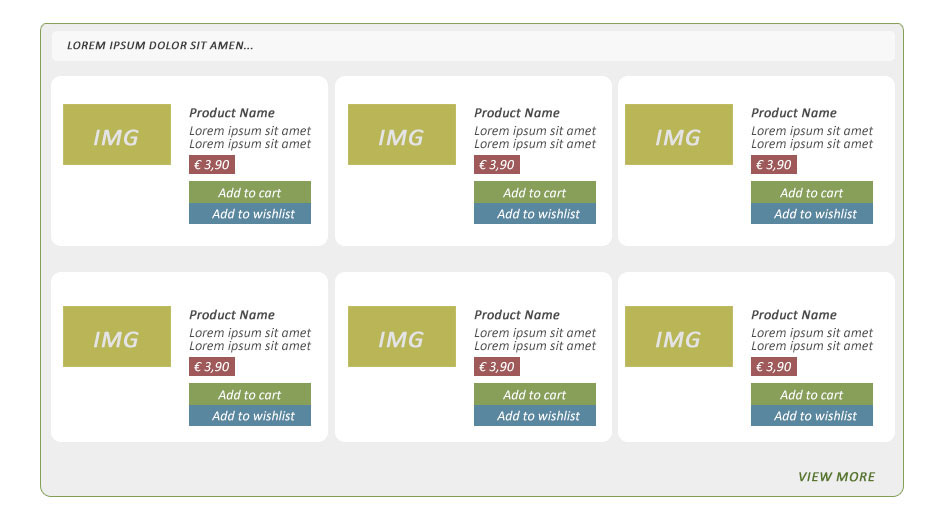 LOREM IPSUM DOLOR SIT AMEN...
IMG
Product Name
Lorem ipsum sit amet
Lorem ipsum sit amet
€ 3,90
Add to cart
Add to wishlist
IMG
Product Name
Lorem ipsum sit amet
Lorem ipsum sit amet
€ 3,90
Add to cart
Add to wishlist
IMG
Product Name
Lorem ipsum sit amet
Lorem ipsum sit amet
€ 3,90
Add to cart
Add to wishlist
IMG
Product Name
Lorem ipsum sit amet
Lorem ipsum sit amet
€ 3,90
Add to cart
Add to wishlist
IMG
Product Name
Lorem ipsum sit amet
Lorem ipsum sit amet
€ 3,90
Add to cart
Add to wishlist
IMG
Product Name
Lorem ipsum sit amet
Lorem ipsum sit amet
€ 3,90
Add to cart
Add to wishlist
VIEW MORE